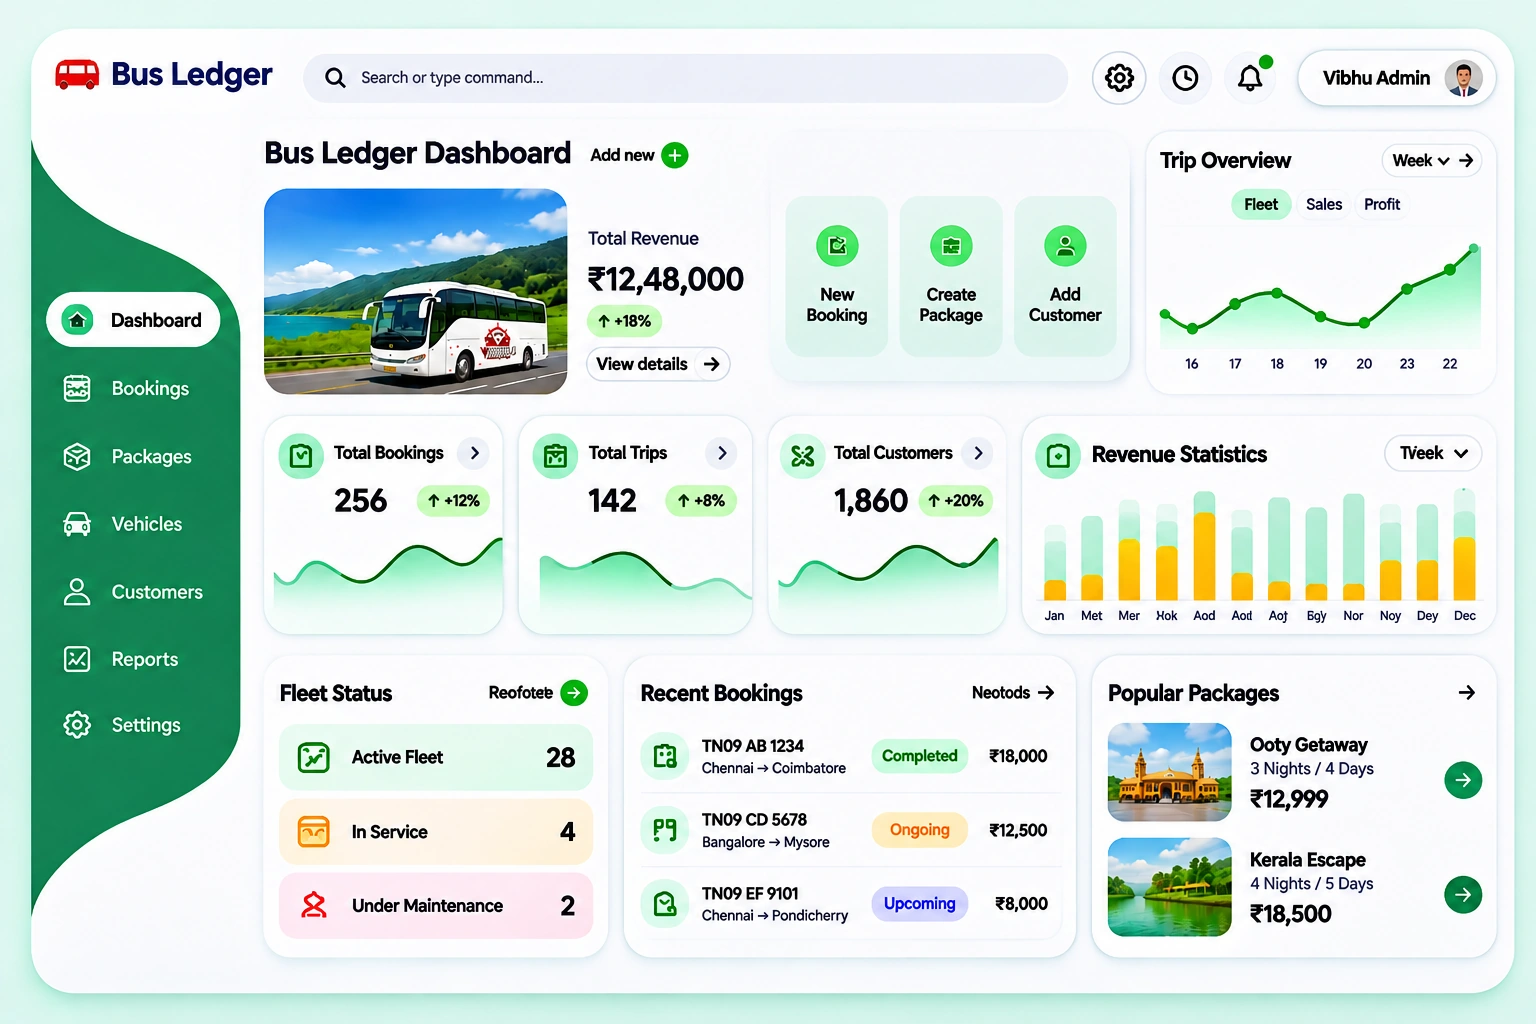 Bus Ledger
Search or type command...
Vibhu Admin
Dashboard
Bookings
Packages
Vehicles
Customers
Reports
Settings
Bus Ledger Dashboard
Add new
Total Revenue
₹12,48,000
↑ +18%
View details →
New
Booking
Create
Package
Add
Customer
Trip Overview
Week
Fleet Sales Profit
16 17 18 19 20 23 22
Total Bookings
256
↑ +12%
Total Trips
142
↑ +8%
Total Customers
1,860
↑ +20%
Revenue Statistics
Jan Met Mer Aod Nor Noy Dey Dec
Fleet Status
Active Fleet 28
In Service 4
Under Maintenance 2
Recent Bookings
Neotods →
TN09 AB 1234
Chennai → Coimbatore
Completed
₹18,000
TN09 CD 5678
Bangalore → Mysore
Ongoing
₹12,500
TN09 EF 9101
Chennai → Pondicherry
Upcoming
₹8,000
Popular Packages
Ooty Getaway
3 Nights / 4 Days
₹12,999
Kerala Escape
4 Nights / 5 Days
₹18,500